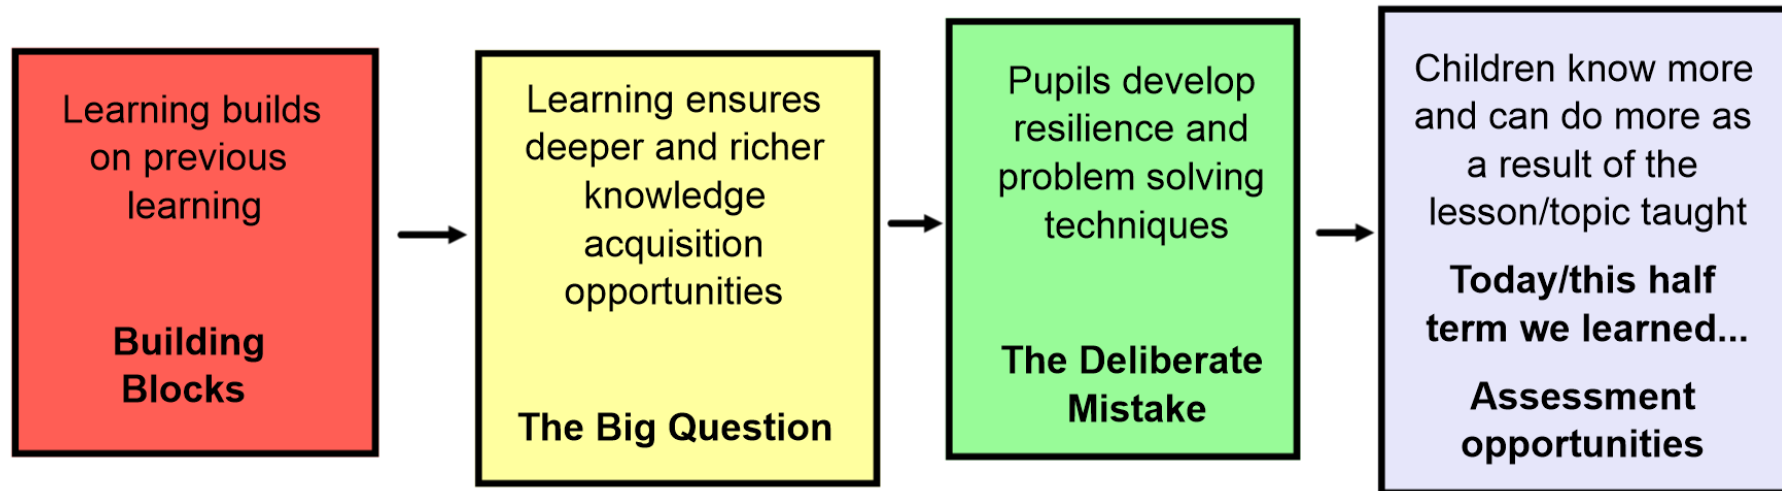 Learning builds
on previous
learning
Building
Blocks
Learning ensures
deeper and richer
knowledge
acquisition
opportunities
The Big Question
Pupils develop
resilience and
problem solving
techniques
The Deliberate
Mistake
Children know more
and can do more as
a result of the
lesson/topic taught
Today/this half
term we learned...
Assessment
opportunities